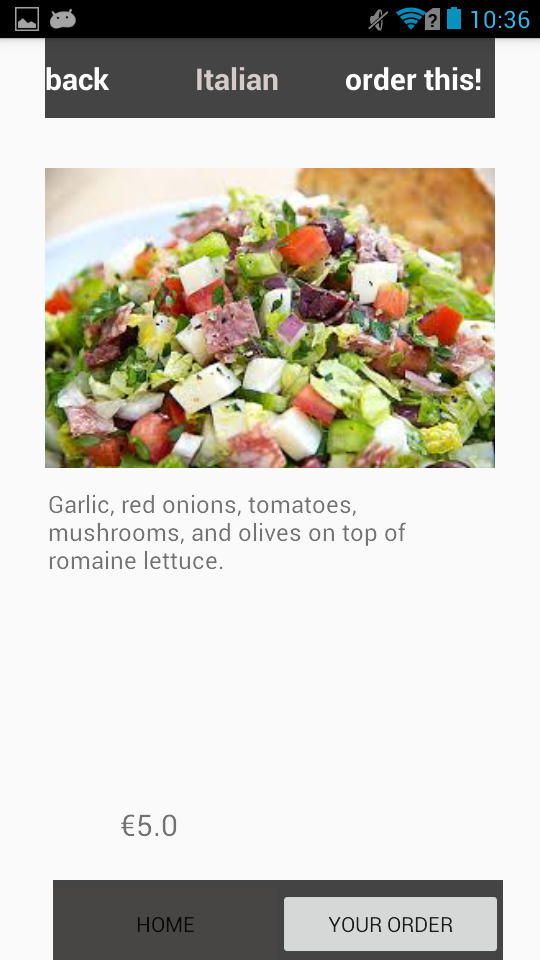 10:36
back Italian order this!
Garlic, red onions, tomatoes,
mushrooms, and olives on top of
romaine lettuce.
€5.0
HOME YOUR ORDER